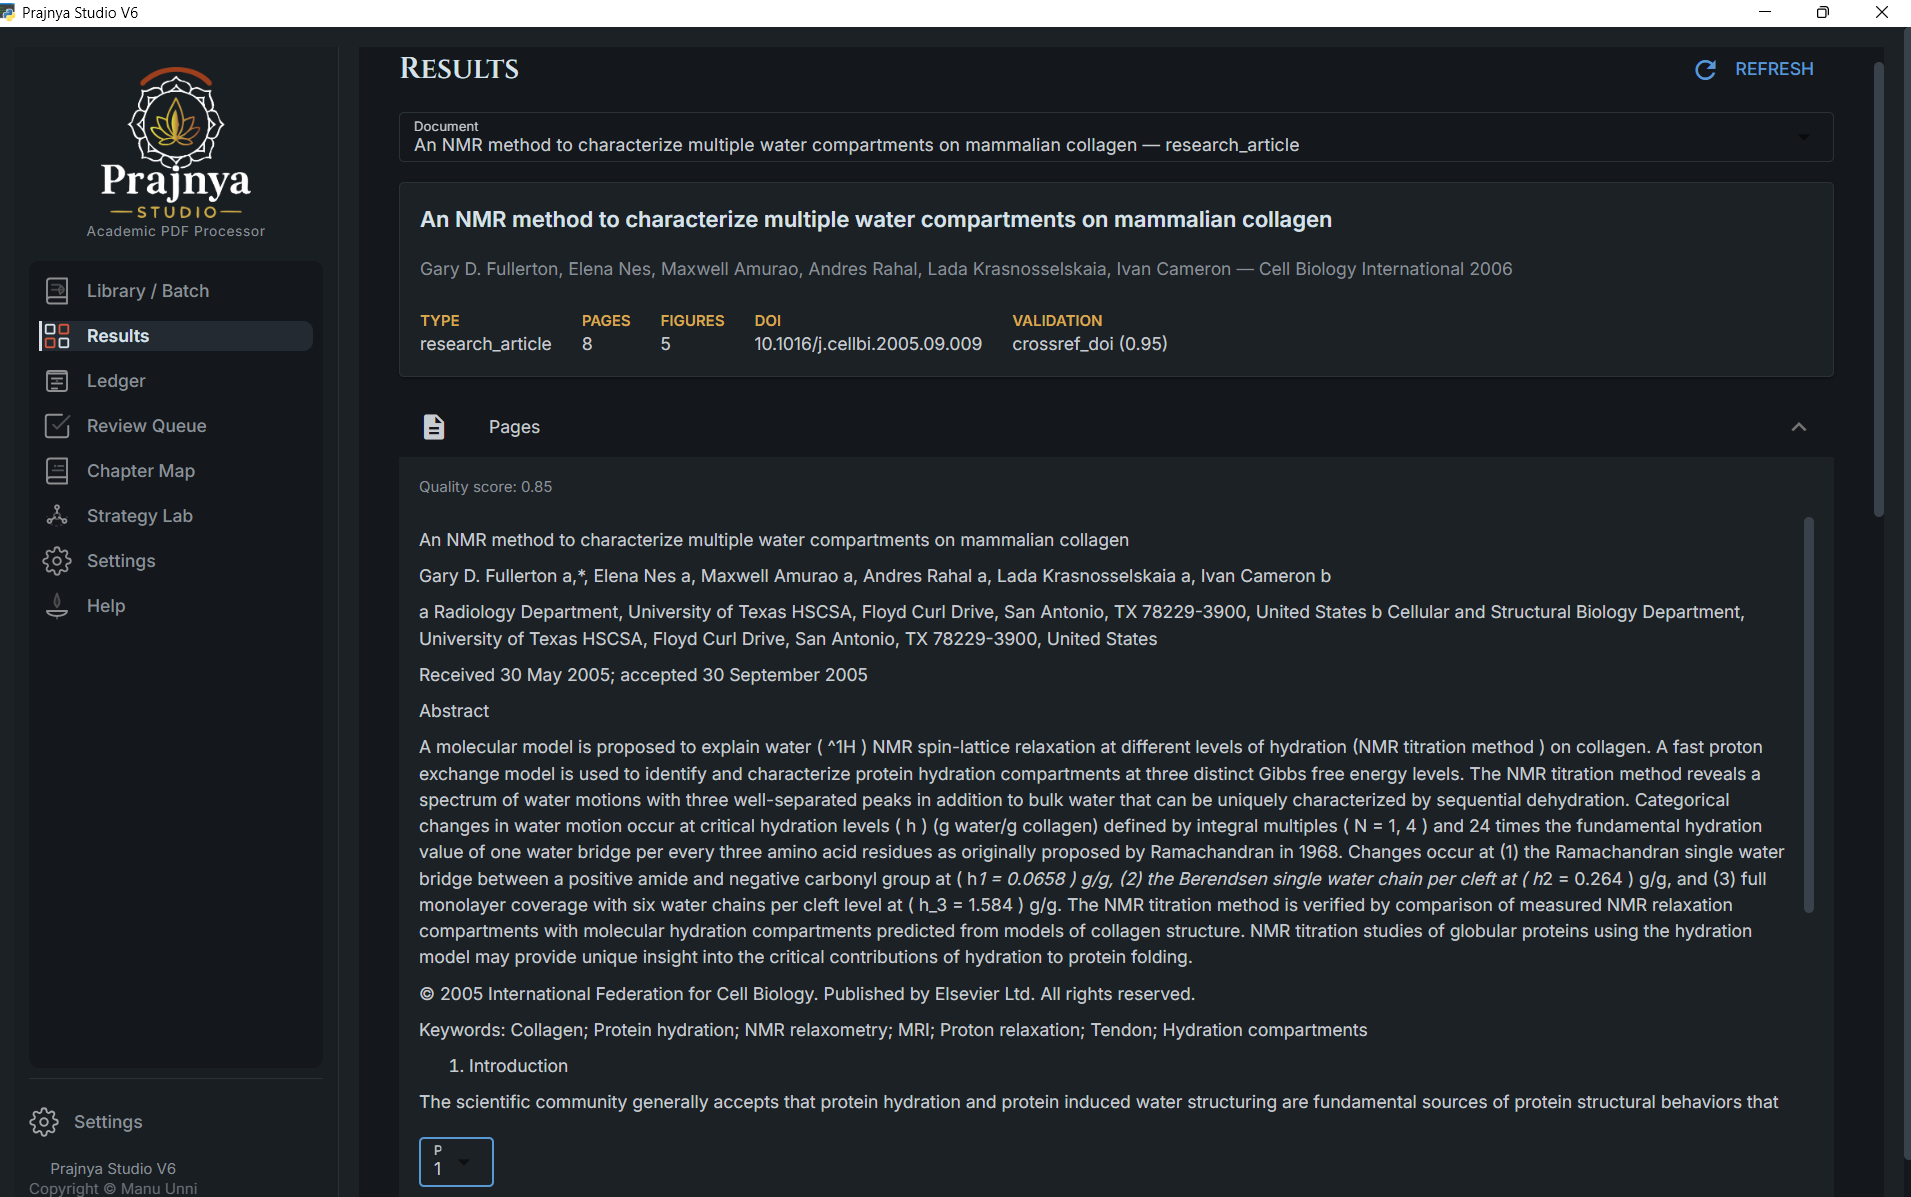 Prajnya Studio V6
Prajnya
STUDIO
Academic PDF Processor
Library / Batch
Results
Ledger
Review Queue
Chapter Map
Strategy Lab
Settings
Help
Settings
Prajnya Studio V6
Copyright © Manu Unni
RESULTS
REFRESH
Document
An NMR method to characterize multiple water compartments on mammalian collagen — research_article
An NMR method to characterize multiple water compartments on mammalian collagen
Gary D. Fullerton, Elena Nes, Maxwell Amurao, Andres Rahal, Lada Krasnosselskaia, Ivan Cameron — Cell Biology International 2006
TYPE PAGES FIGURES DOI VALIDATION
research_article 8 5 10.1016/j.cellbi.2005.09.009 crossref_doi (0.95)
Pages
Quality score: 0.85
An NMR method to characterize multiple water compartments on mammalian collagen
Gary D. Fullerton a,*, Elena Nes a, Maxwell Amurao a, Andres Rahal a, Lada Krasnosselskaia a, Ivan Cameron b
a Radiology Department, University of Texas HSCSA, Floyd Curl Drive, San Antonio, TX 78229-3900, United States b Cellular and Structural Biology Department,
University of Texas HSCSA, Floyd Curl Drive, San Antonio, TX 78229-3900, United States
Received 30 May 2005; accepted 30 September 2005
Abstract
A molecular model is proposed to explain water ( ^1H ) NMR spin-lattice relaxation at different levels of hydration (NMR titration method ) on collagen. A fast proton
exchange model is used to identify and characterize protein hydration compartments at three distinct Gibbs free energy levels. The NMR titration method reveals a
spectrum of water motions with three well-separated peaks in addition to bulk water that can be uniquely characterized by sequential dehydration. Categorical
changes in water motion occur at critical hydration levels ( h ) (g water/g collagen) defined by integral multiples ( N = 1, 4 ) and 24 times the fundamental hydration
value of one water bridge per every three amino acid residues as originally proposed by Ramachandran in 1968. Changes occur at (1) the Ramachandran single water
bridge between a positive amide and negative carbonyl group at ( h1 = 0.0658 ) g/g, (2) the Berendsen single water chain per cleft at ( h2 = 0.264 ) g/g, and (3) full
monolayer coverage with six water chains per cleft level at ( h_3 = 1.584 ) g/g. The NMR titration method is verified by comparison of measured NMR relaxation
compartments with molecular hydration compartments predicted from models of collagen structure. NMR titration studies of globular proteins using the hydration
model may provide unique insight into the critical contributions of hydration to protein folding.
© 2005 International Federation for Cell Biology. Published by Elsevier Ltd. All rights reserved.
Keywords: Collagen; Protein hydration; NMR relaxometry; MRI; Proton relaxation; Tendon; Hydration compartments
1. Introduction
The scientific community generally accepts that protein hydration and protein induced water structuring are fundamental sources of protein structural behaviors that
P
1